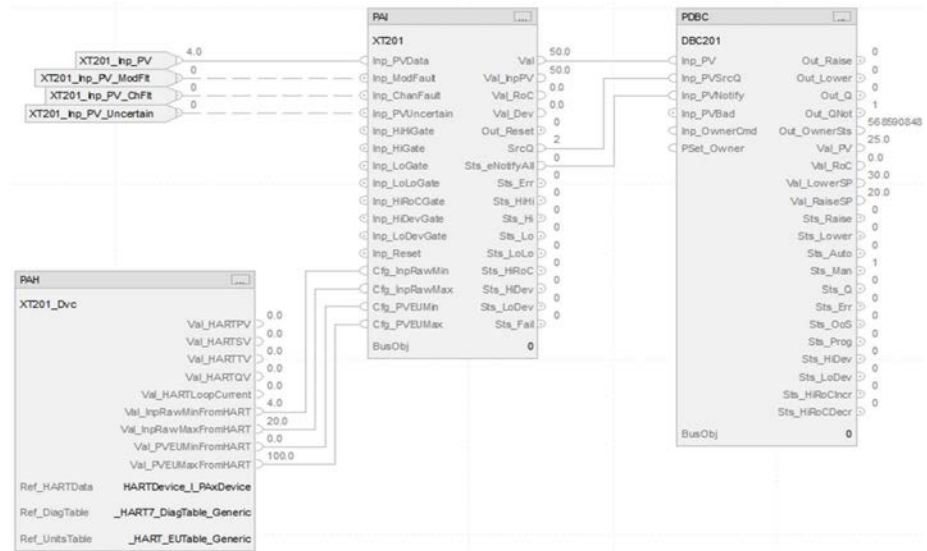 XT201_Inp_PV 4.0
XT201_Inp_PV_ModFlt 0
XT201_Inp_PV_ChFlt 0
XT201_Inp_PV_Uncertain 0
PAI ...
XT201
Inp_PVData Val 50.0
Inp_ModFault Val_InpPV 50.0
Inp_ChanFault Val_RoC 0.0
Inp_PVUncertain Val_Dev 0.0
Inp_HiHiGate Out_Reset 0
Inp_HiGate SrcQ 2
Inp_LoGate Sts_eNotifyAll 0
Inp_LoLoGate Sts_Err 0
Inp_HiRoCGate Sts_HiHi 0
Inp_HiDevGate Sts_Hi 0
Inp_LoDevGate Sts_Lo 0
Inp_Reset Sts_LoLo 0
Cfg_InpRawMin Sts_HiRoC 0
Cfg_InpRawMax Sts_HiDev 0
Cfg_PVEUMin Sts_LoDev 0
Cfg_PVEUMax Sts_Fail 0
BusObj 0
PDBC ...
DBC201
Inp_PV Out_Raise 0
Inp_PVSrcQ Out_Lower 0
Inp_PVNotify Out_Q 0
Inp_PVBad Out_QNot 1
Inp_OwnerCmd Out_OwnerSts 568590848
PSet_Owner Val_PV 25.0
Val_RoC 0.0
Val_LowerSP 30.0
Val_RaiseSP 20.0
Sts_Raise 0
Sts_Lower 0
Sts_Auto 0
Sts_Man 1
Sts_Q 0
Sts_Err 0
Sts_OoS 0
Sts_Prog 0
Sts_HiDev 0
Sts_LoDev 0
Sts_HiRoCIncr 0
Sts_HiRoCDecr 0
BusObj 0
PAH ...
XT201_Dvc
Val_HARTPV 0.0
Val_HARTSV 0.0
Val_HARTTV 0.0
Val_HARTQV 0.0
Val_HARTLoopCurrent 0.0
Val_InpRawMinFromHART 4.0
Val_InpRawMaxFromHART 20.0
Val_PVEUMinFromHART 0.0
Val_PVEUMaxFromHART 100.0
Ref_HARTData HARTDevice_I_PAxDevice
Ref_DiagTable _HART7_DiagTable_Generic
Ref_UnitsTable _HART_EUTable_Generic